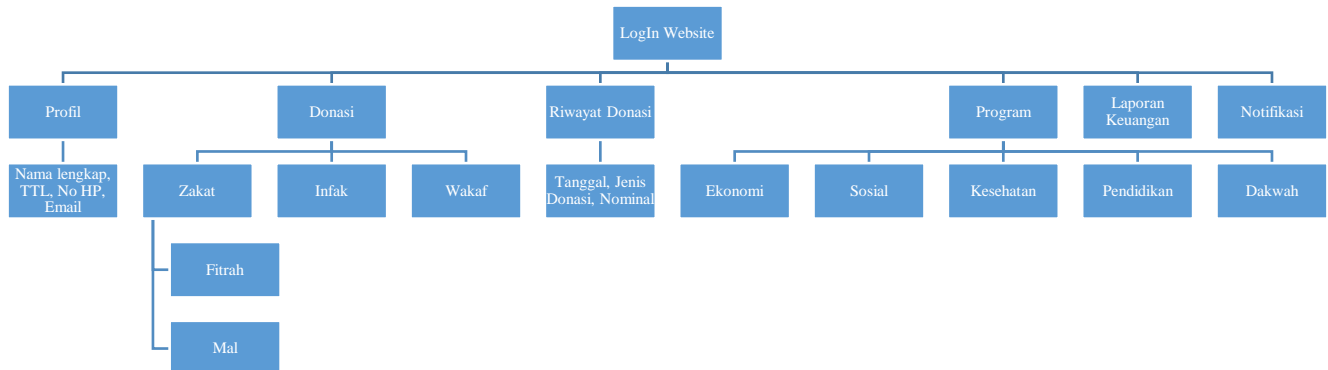 LogIn Website
Profil
Donasi
Riwayat Donasi
Program
Laporan
Keuangan
Notifikasi
Nama lengkap,
TTL, No HP,
Email
Zakat
Infak
Wakaf
Tanggal, Jenis
Donasi, Nominal
Ekonomi
Sosial
Kesehatan
Pendidikan
Dakwah
Fitrah
Mal